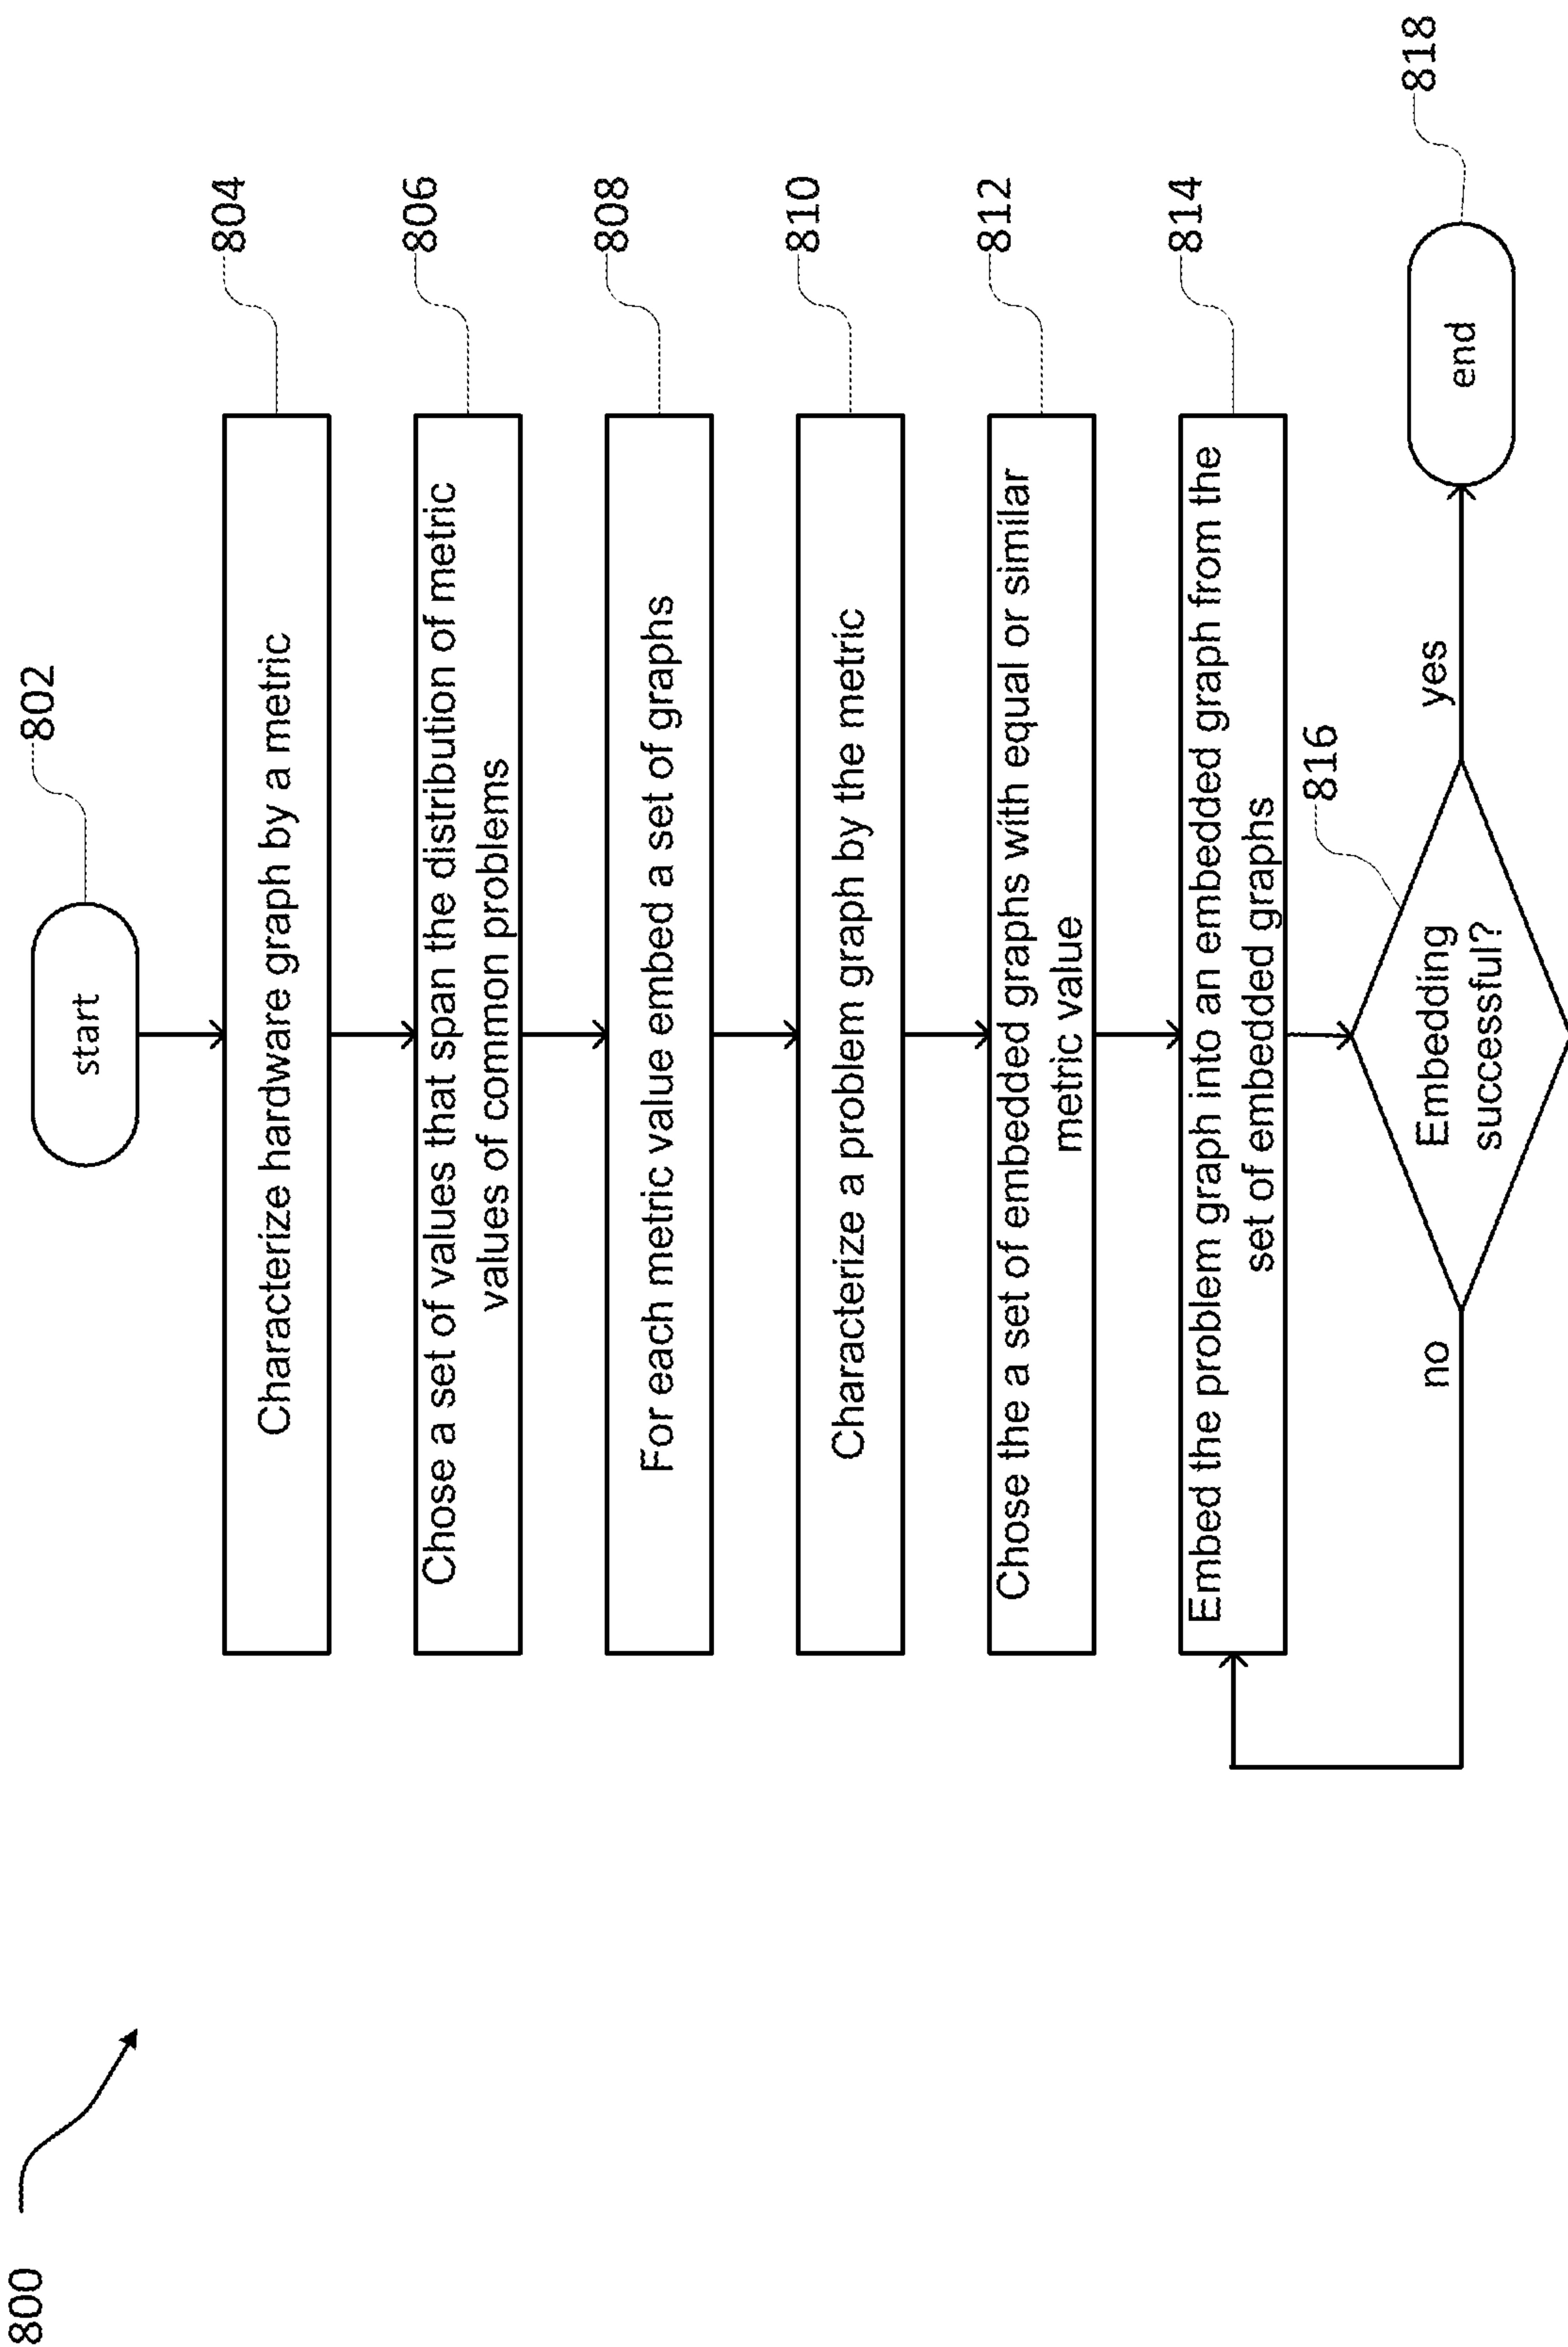 800
802
start
804
Characterize hardware graph by a metric
806
Chose a set of values that span the distribution of metric
values of common problems
808
For each metric value embed a set of graphs
810
Characterize a problem graph by the metric
812
Chose the a set of embedded graphs with equal or similar
metric value
814
Embed the problem graph into an embedded graph from the
set of embedded graphs
816
Embedding
successful?
no
yes
818
end